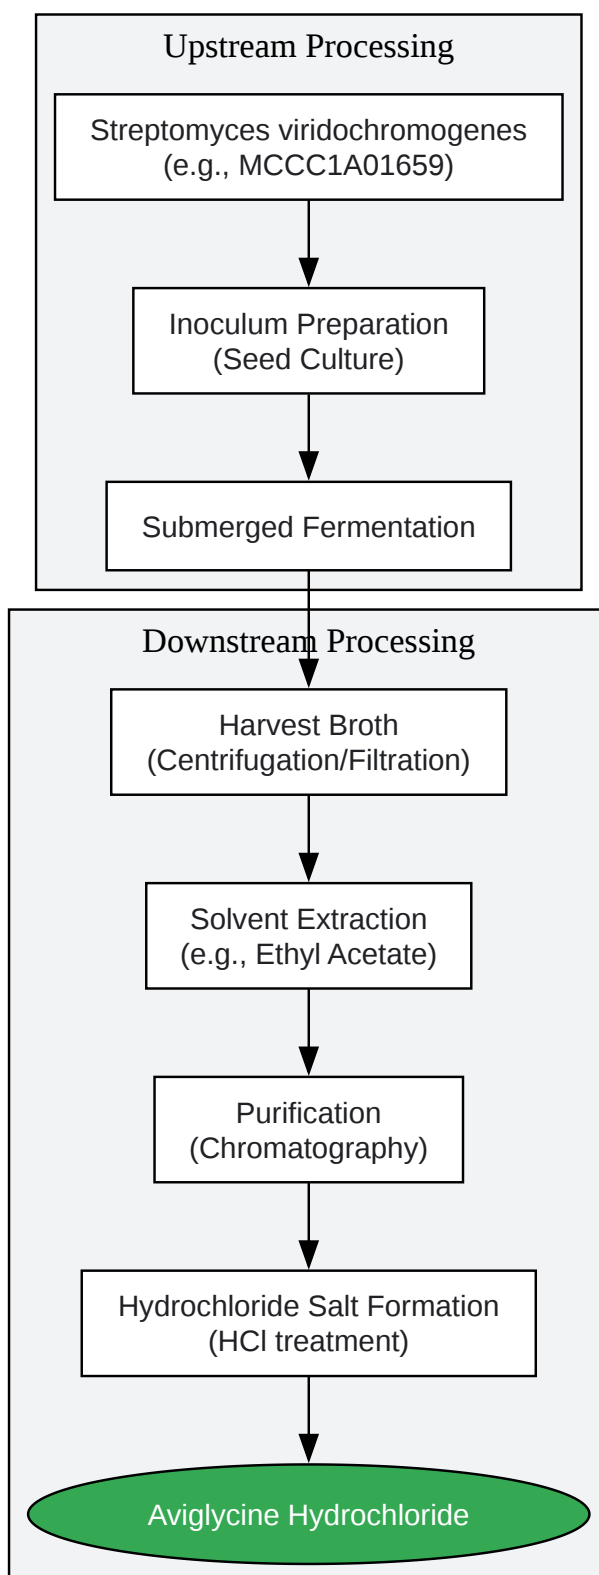 Upstream Processing
Streptomyces viridochromogenes
(e.g., MCCC1A01659)
Inoculum Preparation
(Seed Culture)
Submerged Fermentation
Downstream Processing
Harvest Broth
(Centrifugation/Filtration)
Solvent Extraction
(e.g., Ethyl Acetate)
Purification
(Chromatography)
Hydrochloride Salt Formation
(HCl treatment)
Aviglycine Hydrochloride